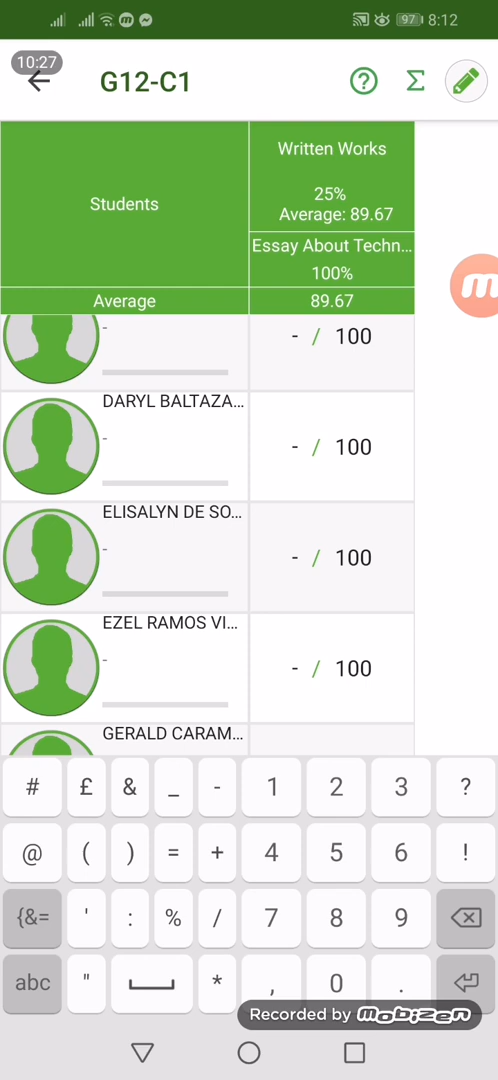 97 8:12
10:27
G12-C1
Students
Written Works
25%
Average: 89.67
Essay About Techn...
100%
Average
89.67
-
- / 100
DARYL BALTAZA...
-
- / 100
ELISALYN DE SO...
-
- / 100
EZEL RAMOS VI...
-
- / 100
GERALD CARAM...
# £ & _ - 1 2 3 ?
@ ( ) = + 4 5 6 !
{&= ' : % / 7 8 9
abc " * , 0 .
Recorded by mobizen